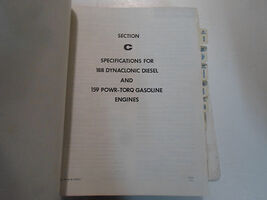 SECTION
C
SPECIFICATIONS FOR
188 DYNACLONIC DIESEL
AND
159 POWR-TORQ GASOLINE
ENGINES